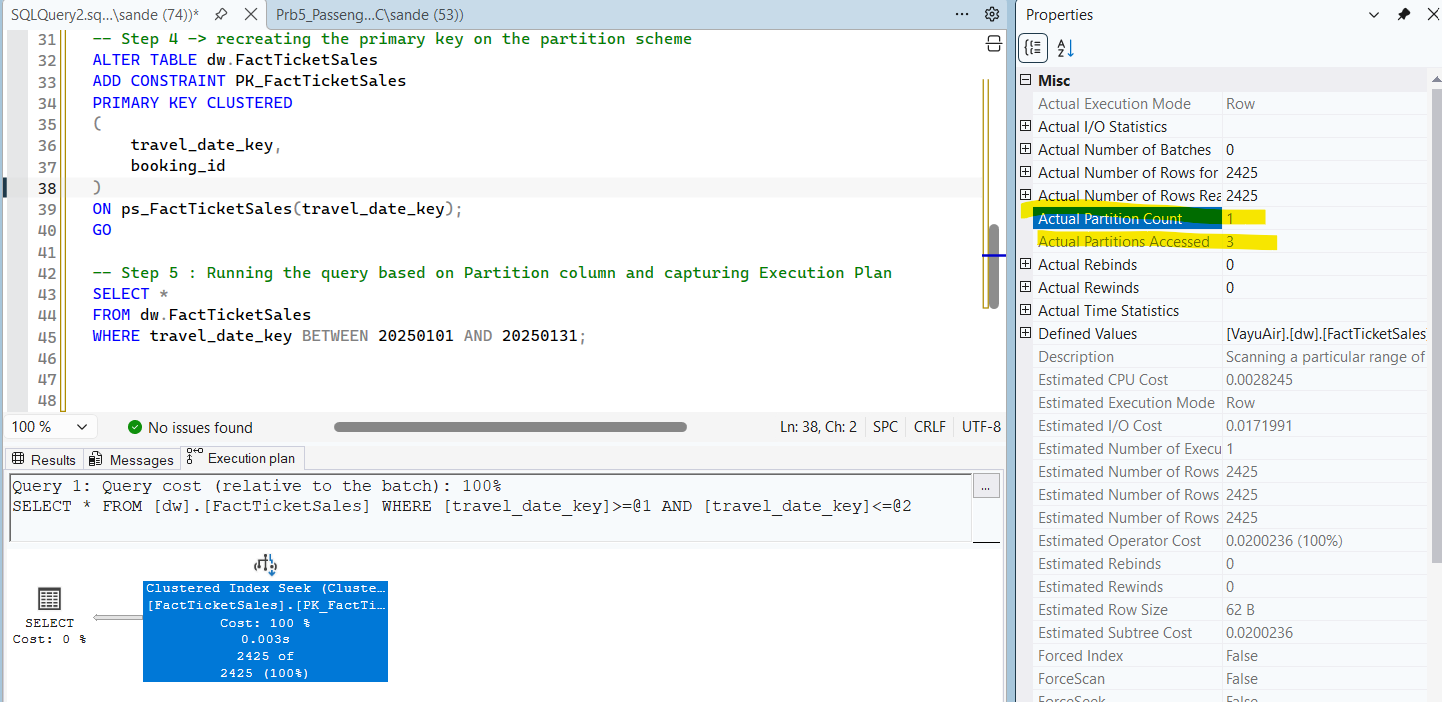 SQLQuery2.sq...\sande (74))*
Prb5_Passeng...C\sande (53))
31 -- Step 4 -> recreating the primary key on the partition scheme
32 ALTER TABLE dw.FactTicketSales
33 ADD CONSTRAINT PK_FactTicketSales
34 PRIMARY KEY CLUSTERED
35 (
36 travel_date_key,
37 booking_id
38 )
39 ON ps_FactTicketSales(travel_date_key);
40 GO
41
42 -- Step 5 : Running the query based on Partition column and capturing Execution Plan
43 SELECT *
44 FROM dw.FactTicketSales
45 WHERE travel_date_key BETWEEN 20250101 AND 20250131;
46
47
48
100 % No issues found Ln: 38, Ch: 2 SPC CRLF UTF-8
Results Messages Execution plan
Query 1: Query cost (relative to the batch): 100%
SELECT * FROM [dw].[FactTicketSales] WHERE [travel_date_key]>=@1 AND [travel_date_key]<=@2
...
SELECT
Cost: 0 %
Clustered Index Seek (Cluste...
[FactTicketSales].[PK_FactTi...
Cost: 100 %
0.003s
2425 of
2425 (100%)
Properties
Misc
Actual Execution Mode Row
Actual I/O Statistics
Actual Number of Batches 0
Actual Number of Rows for 2425
Actual Number of Rows Rea 2425
Actual Partition Count 1
Actual Partitions Accessed 3
Actual Rebinds 0
Actual Rewinds 0
Actual Time Statistics
Defined Values [VayuAir].[dw].[FactTicketSales
Description Scanning a particular range of
Estimated CPU Cost 0.0028245
Estimated Execution Mode Row
Estimated I/O Cost 0.0171991
Estimated Number of Execu 1
Estimated Number of Rows 2425
Estimated Number of Rows 2425
Estimated Number of Rows 2425
Estimated Operator Cost 0.0200236 (100%)
Estimated Rebinds 0
Estimated Rewinds 0
Estimated Row Size 62 B
Estimated Subtree Cost 0.0200236
Forced Index False
ForceScan False
ForceSeek False